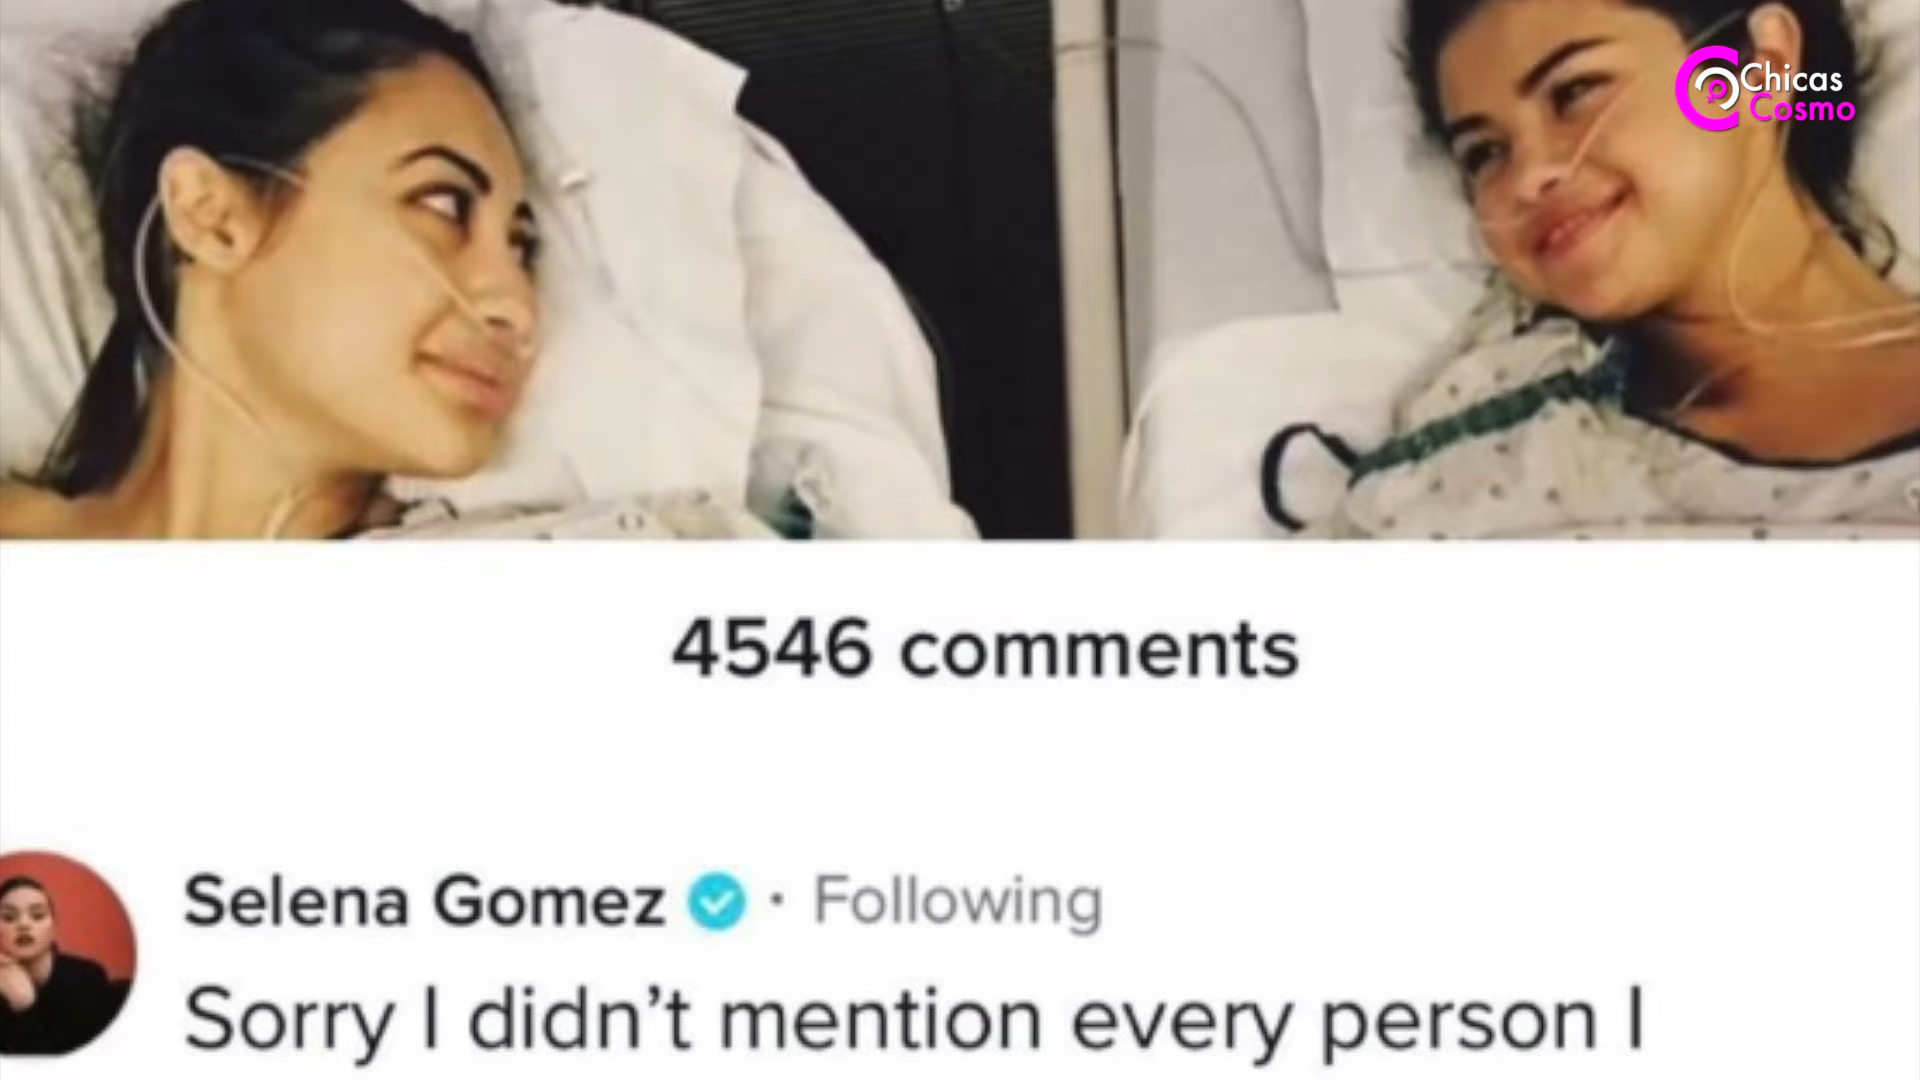 Chicas
Cosmo
4546 comments
Selena Gomez · Following
Sorry I didn't mention every person I